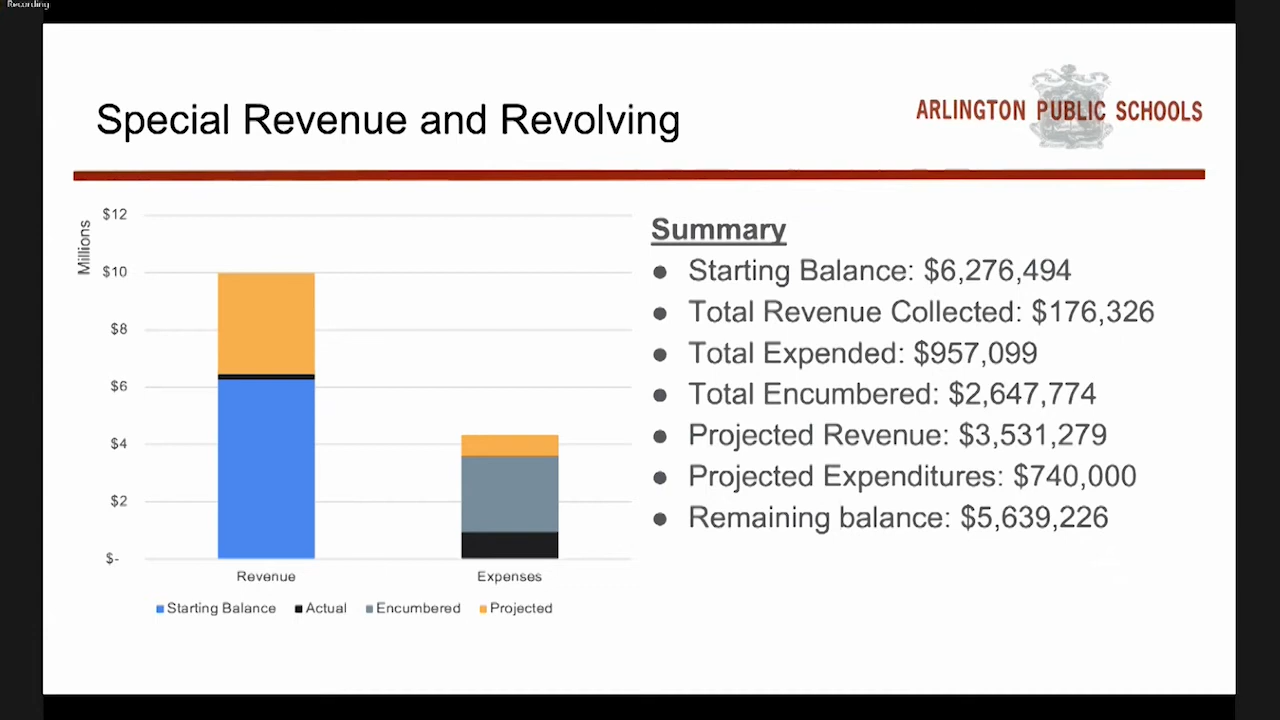 Recording
Special Revenue and Revolving
ARLINGTON PUBLIC SCHOOLS
Millions
$12
$10
$8
$6
$4
$2
$-
Revenue
Expenses
Starting Balance
Actual
Encumbered
Projected
Summary
● Starting Balance: $6,276,494
● Total Revenue Collected: $176,326
● Total Expended: $957,099
● Total Encumbered: $2,647,774
● Projected Revenue: $3,531,279
● Projected Expenditures: $740,000
● Remaining balance: $5,639,226